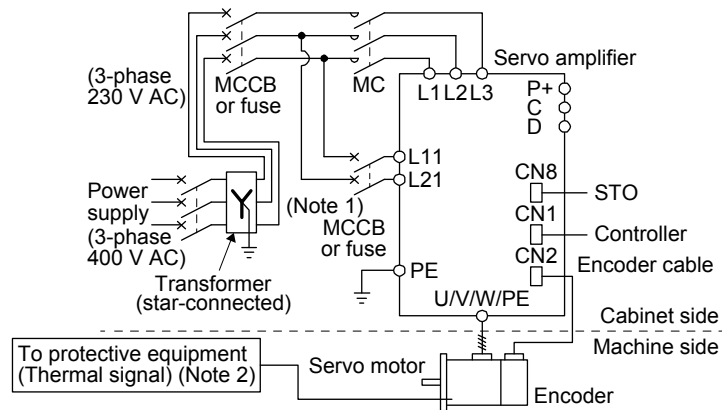 Servo amplifier
(3-phase
230 V AC)
MCCB
or fuse
MC
L1 L2 L3
P+
C
D
L11
L21
CN8
STO
CN1
Controller
CN2
Encoder cable
Power
supply
(3-phase
400 V AC)
(Note 1)
MCCB
or fuse
Transformer
(star-connected)
PE
U/V/W/PE
Cabinet side
Machine side
To protective equipment
(Thermal signal) (Note 2)
Servo motor
Encoder